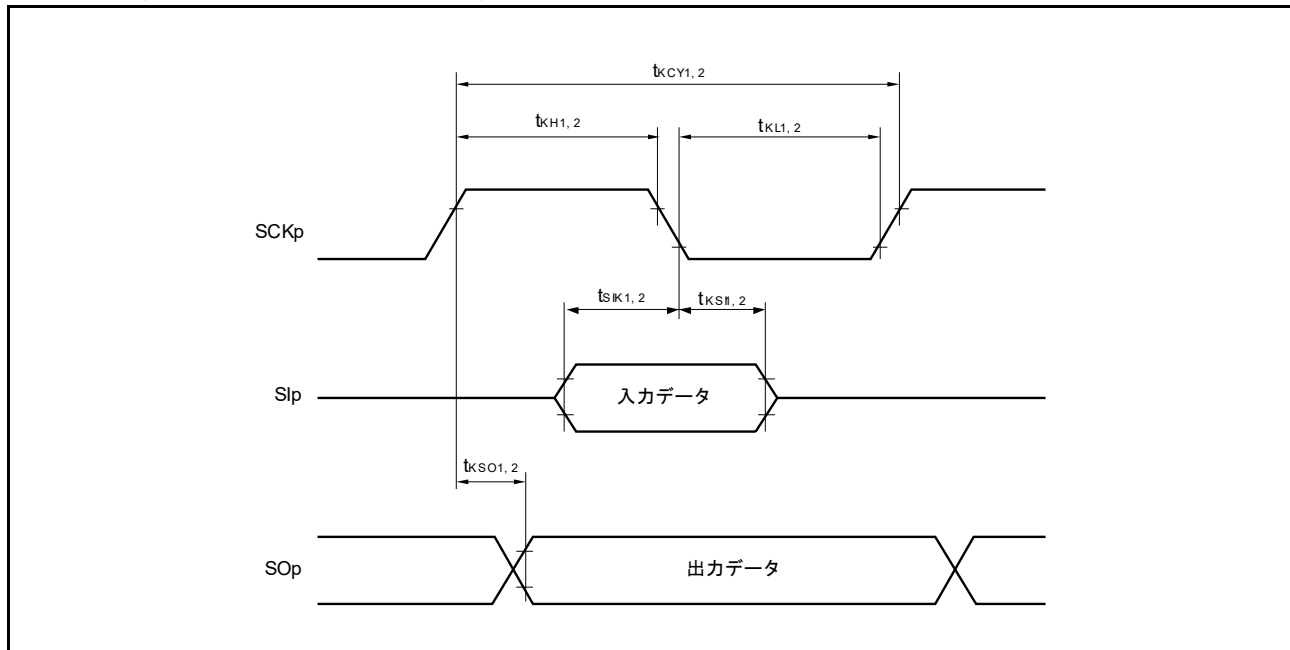 tKCY1, 2
tKH1, 2
tKL1, 2
SCKp
tSIK1, 2
tKSI1, 2
SIp
入力データ
tKSO1, 2
SOp
出力データ